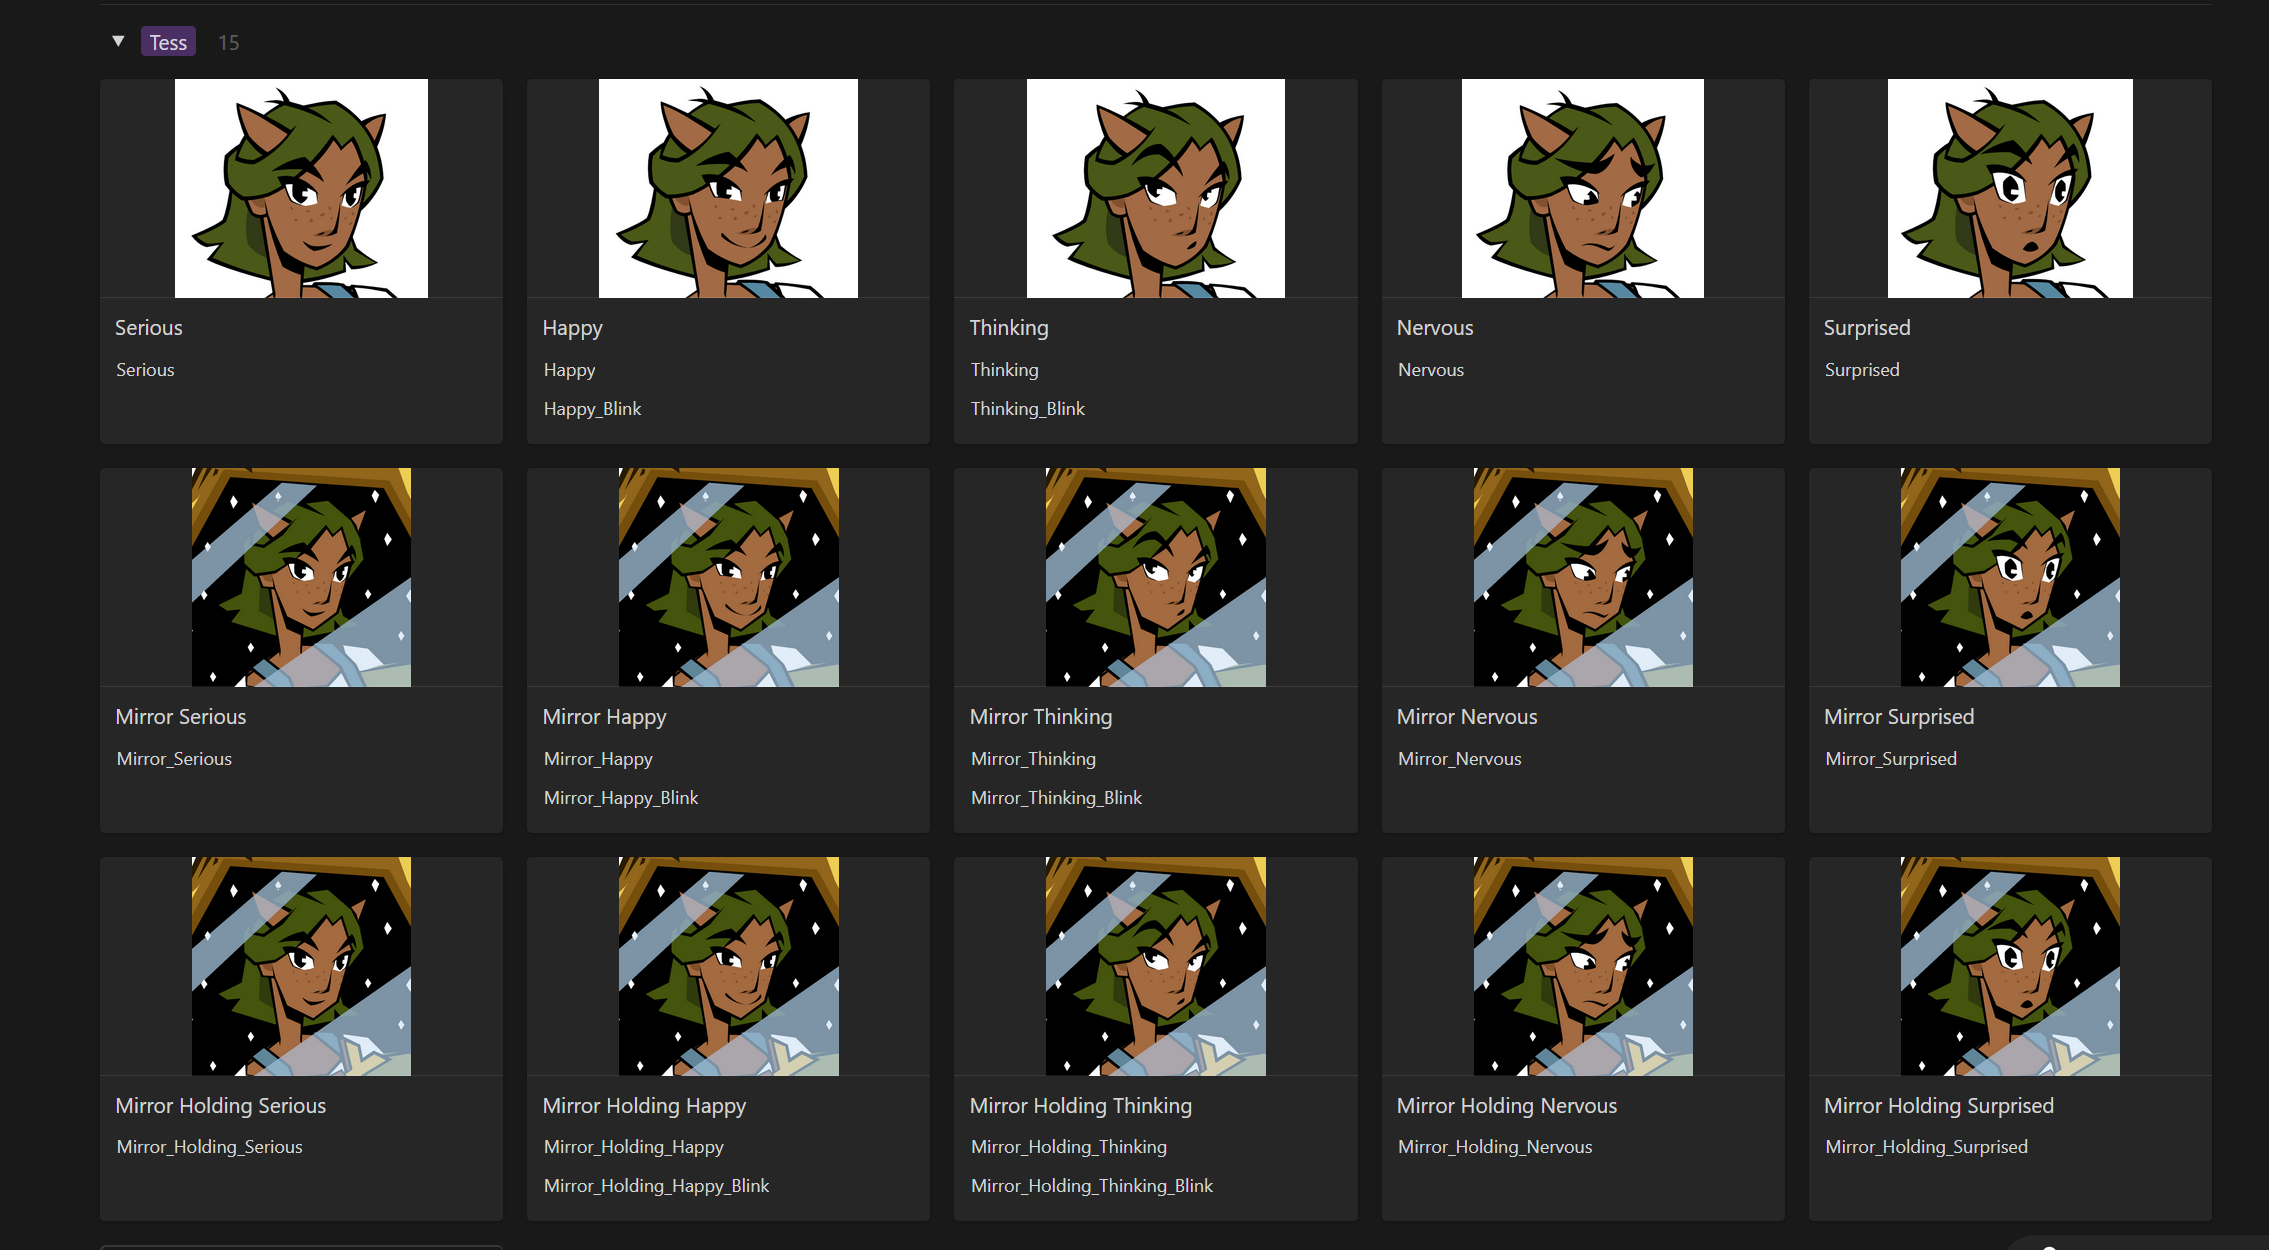 Tess 15
Serious
Serious
Happy
Happy
Happy_Blink
Thinking
Thinking
Thinking_Blink
Nervous
Nervous
Surprised
Surprised
Mirror Serious
Mirror_Serious
Mirror Happy
Mirror_Happy
Mirror_Happy_Blink
Mirror Thinking
Mirror_Thinking
Mirror_Thinking_Blink
Mirror Nervous
Mirror_Nervous
Mirror Surprised
Mirror_Surprised
Mirror Holding Serious
Mirror_Holding_Serious
Mirror Holding Happy
Mirror_Holding_Happy
Mirror_Holding_Happy_Blink
Mirror Holding Thinking
Mirror_Holding_Thinking
Mirror_Holding_Thinking_Blink
Mirror Holding Nervous
Mirror_Holding_Nervous
Mirror Holding Surprised
Mirror_Holding_Surprised